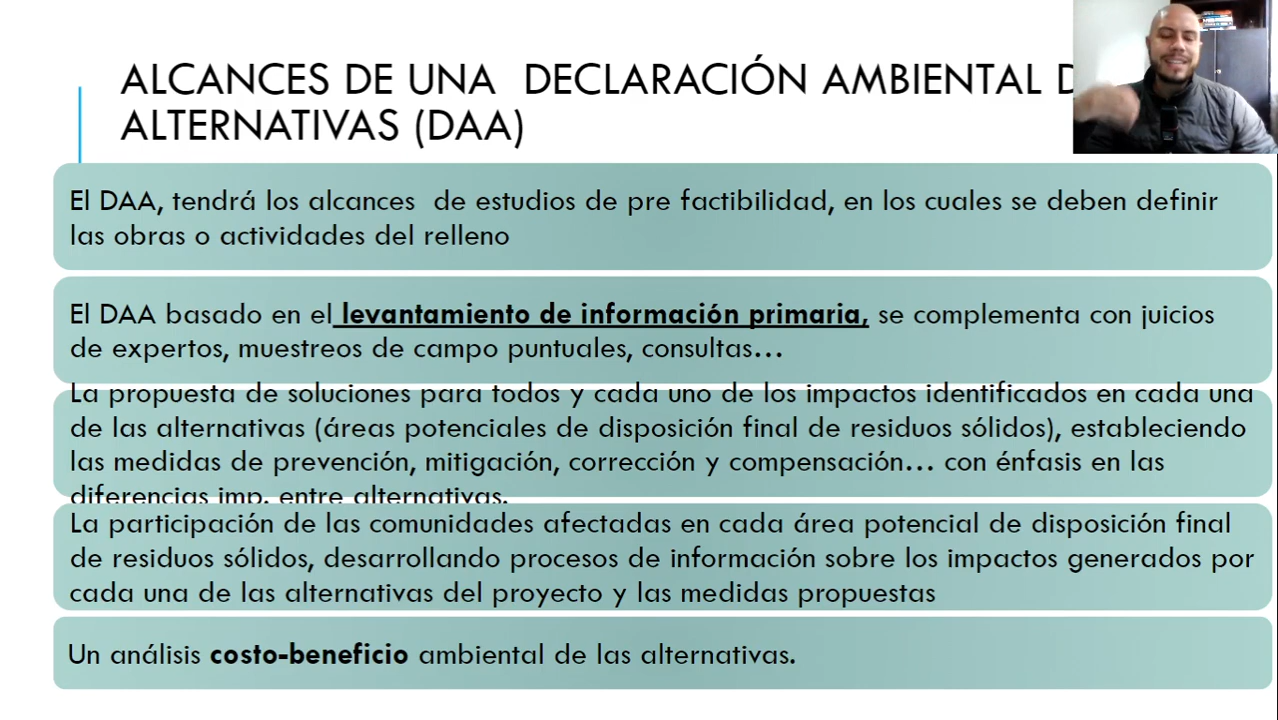 ALCANCES DE UNA DECLARACIÓN AMBIENTAL
ALTERNATIVAS (DAA)
El DAA, tendrá los alcances de estudios de pre factibilidad, en los cuales se deben definir
las obras o actividades del relleno
El DAA basado en el levantamiento de información primaria, se complementa con juicios
de expertos, muestreos de campo puntuales, consultas…
La propuesta de soluciones para todos y cada uno de los impactos identificados en cada una
de las alternativas (áreas potenciales de disposición final de residuos sólidos), estableciendo
las medidas de prevención, mitigación, corrección y compensación… con énfasis en las
diferencias imp. entre alternativas.
La participación de las comunidades afectadas en cada área potencial de disposición final
de residuos sólidos, desarrollando procesos de información sobre los impactos generados por
cada una de las alternativas del proyecto y las medidas propuestas
Un análisis costo-beneficio ambiental de las alternativas.